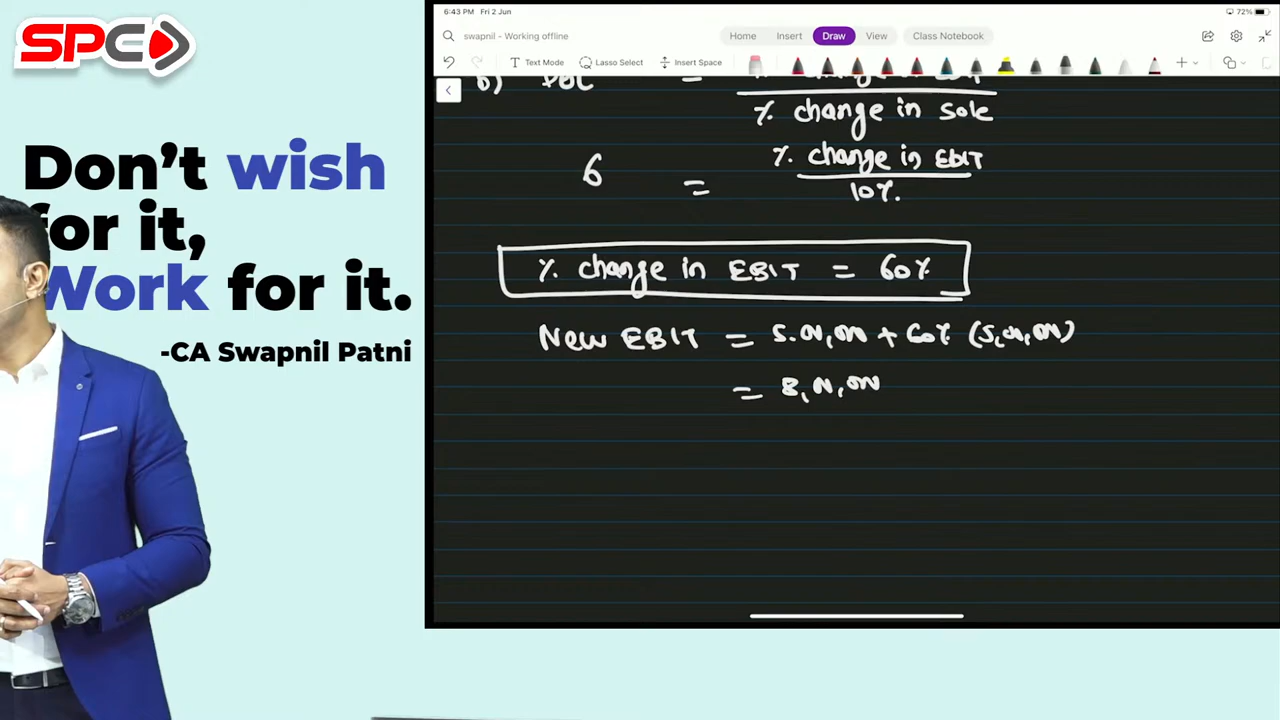 SPC
Don't wish
for it,
Work for it.
-CA Swapnil Patni
6:43 PM Fri 2 Jun
72%
swapnil - Working offline
Home Insert Draw View Class Notebook
Text Mode Lasso Select Insert Space
b)
=
% change in sale
6 = % change in EBIT
10%.
% change in EBIT = 60%
New EBIT = 5,00,000 + 60% (5,00,000)
= 8,00,000